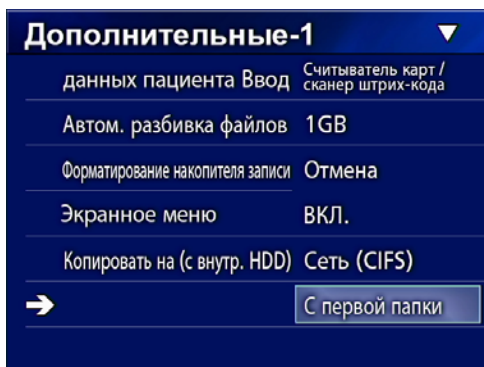 Дополнительные-1 ▼
данных пациента Ввод Считыватель карт /
сканер штрих-кода
Автом. разбивка файлов 1GB
Форматирование накопителя записи Отмена
Экранное меню ВКЛ.
Копировать на (с внутр. HDD) Сеть (CIFS)
➔ С первой папки